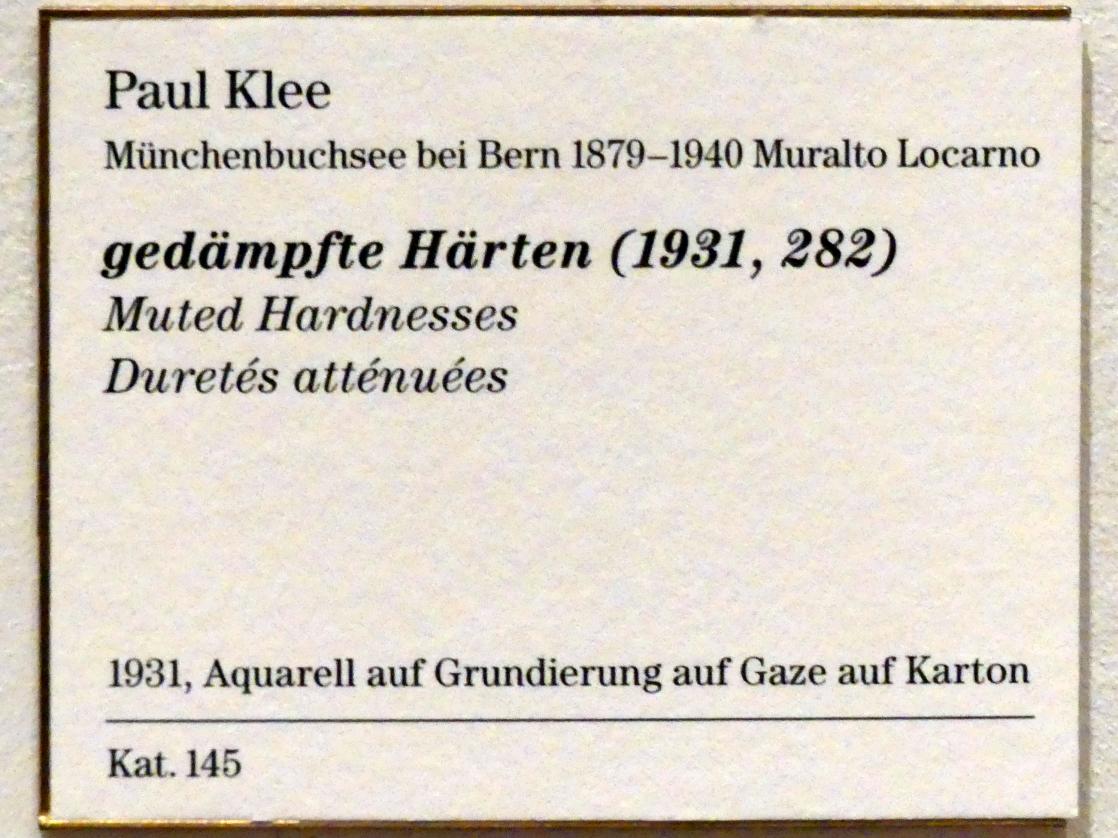 Paul Klee
Münchenbuchsee bei Bern 1879–1940 Muralto Locarno
gedämpfte Härten (1931, 282)
Muted Hardnesses
Duretés atténuées
1931, Aquarell auf Grundierung auf Gaze auf Karton
Kat. 145